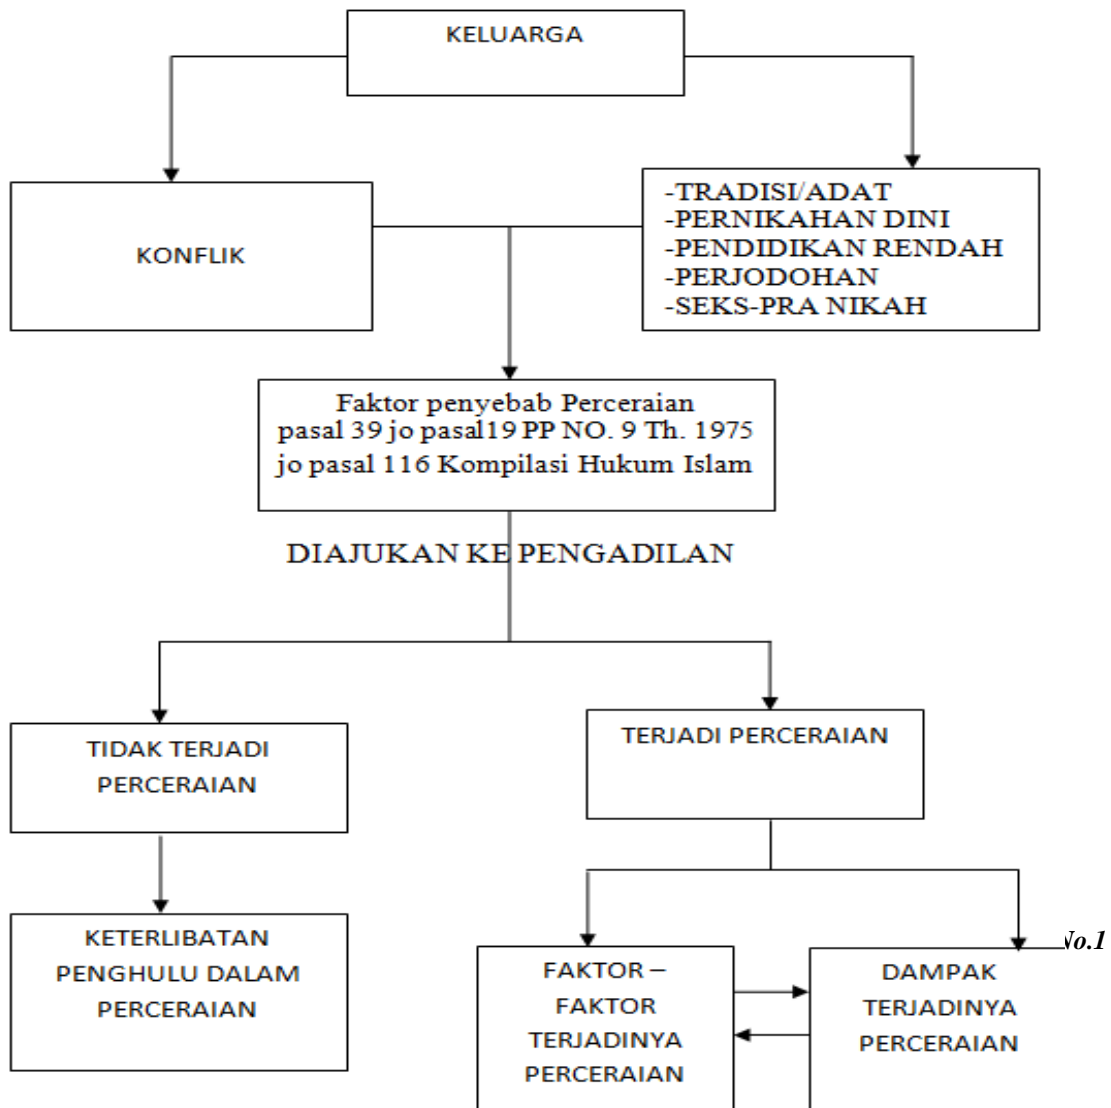 KELUARGA
KONFLIK
-TRADISI/ADAT
-PERNIKAHAN DINI
-PENDIDIKAN RENDAH
-PERJODOHAN
-SEKS-PRA NIKAH
Faktor penyebab Perceraian
pasal 39 jo pasal19 PP NO. 9 Th. 1975
jo pasal 116 Kompilasi Hukum Islam
DIAJUKAN KE PENGADILAN
TIDAK TERJADI
PERCERAIAN
TERJADI PERCERAIAN
KETERLIBATAN
PENGHULU DALAM
PERCERAIAN
FAKTOR –
FAKTOR
TERJADINYA
PERCERAIAN
DAMPAK
TERJADINYA
PERCERAIAN
No.1